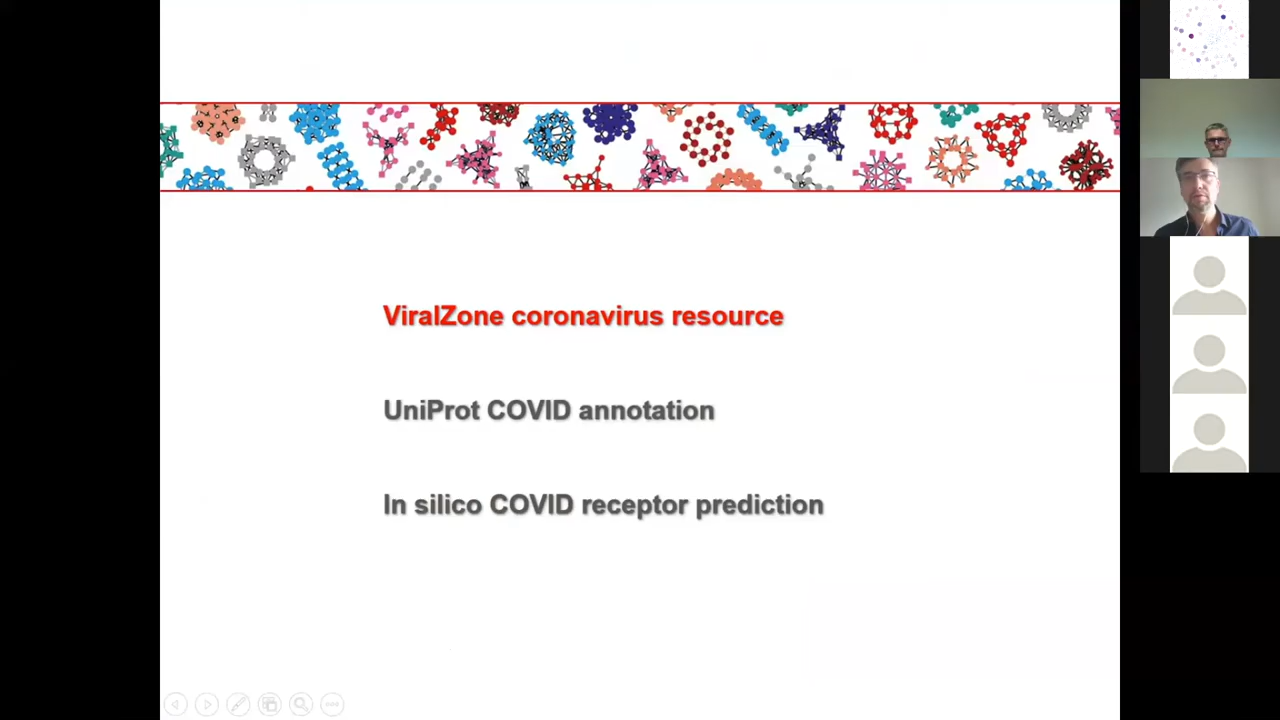 ViralZone coronavirus resource
UniProt COVID annotation
In silico COVID receptor prediction